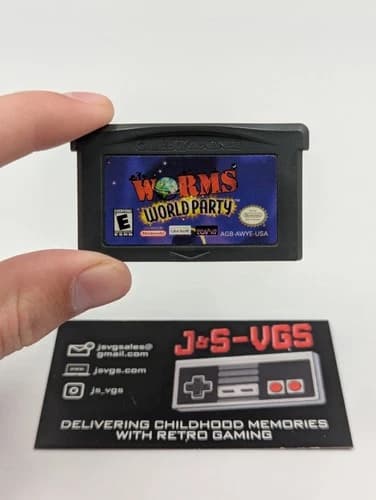 GAME BOY ADVANCE
WORMS
WORLD PARTY
E
Nintendo
AGB-AWYE-USA
jsvgsales@
gmail.com
jsvgs.com
js_vgs
J&S-VGS
DELIVERING CHILDHOOD MEMORIES
WITH RETRO GAMING